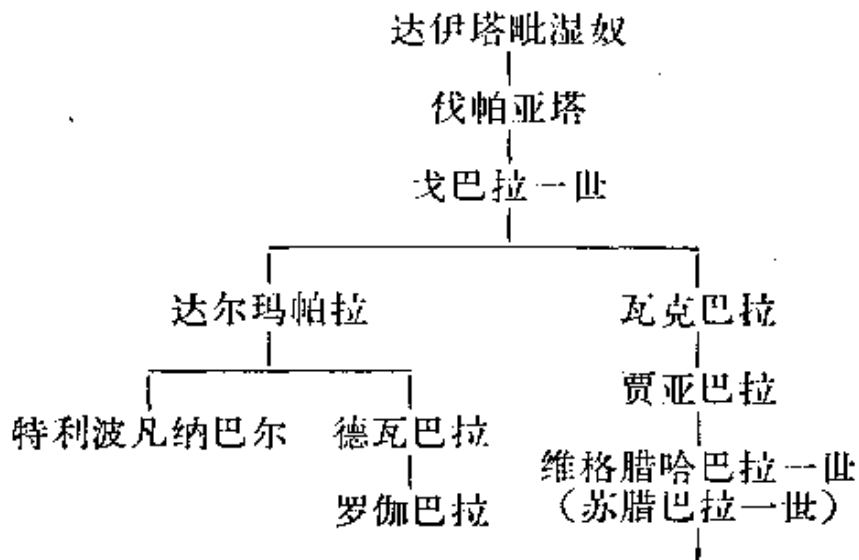 达伊塔毗湿奴
伐帕亚塔
戈巴拉一世
达尔玛帕拉 瓦克巴拉
贾亚巴拉
特利波凡纳巴尔 德瓦巴拉
维格腊哈巴拉一世
罗伽巴拉 （苏腊巴拉一世）